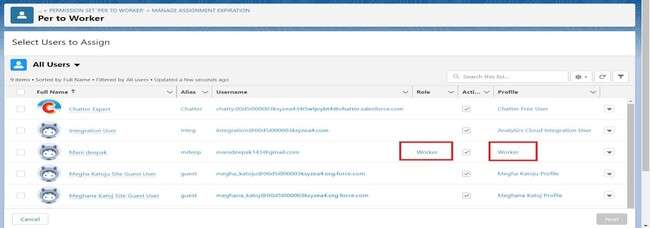 ... > PERMISSION SET 'PER TO WORKER' > MANAGE ASSIGNMENT EXPIRATION
Per to Worker
Select Users to Assign
All Users
9 items • Sorted by Full Name • Filtered by All users • Updated a few seconds ago
Search this list...
Full Name Alias Username Role Acti... Profile
Chatter Expert Chatter Chatter Free User
Integration User integ Analytics Cloud Integration User
Mani deepak mdeep manideepak143@gmail.com Worker Worker
Megha Katoju Site Guest User guest Megha Katoju Profile
Meghana Katoj Site Guest User guest Meghana Katoj Profile
Cancel
Next